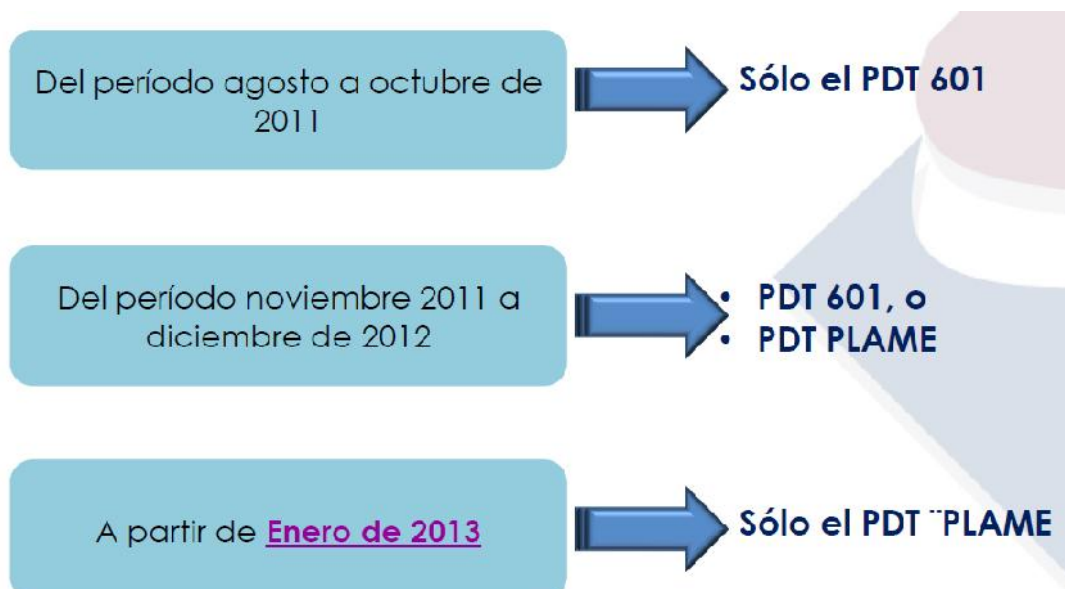 Del período agosto a octubre de
2011
Sólo el PDT 601
Del período noviembre 2011 a
diciembre de 2012
• PDT 601, o
• PDT PLAME
A partir de Enero de 2013
Sólo el PDT ¨PLAME